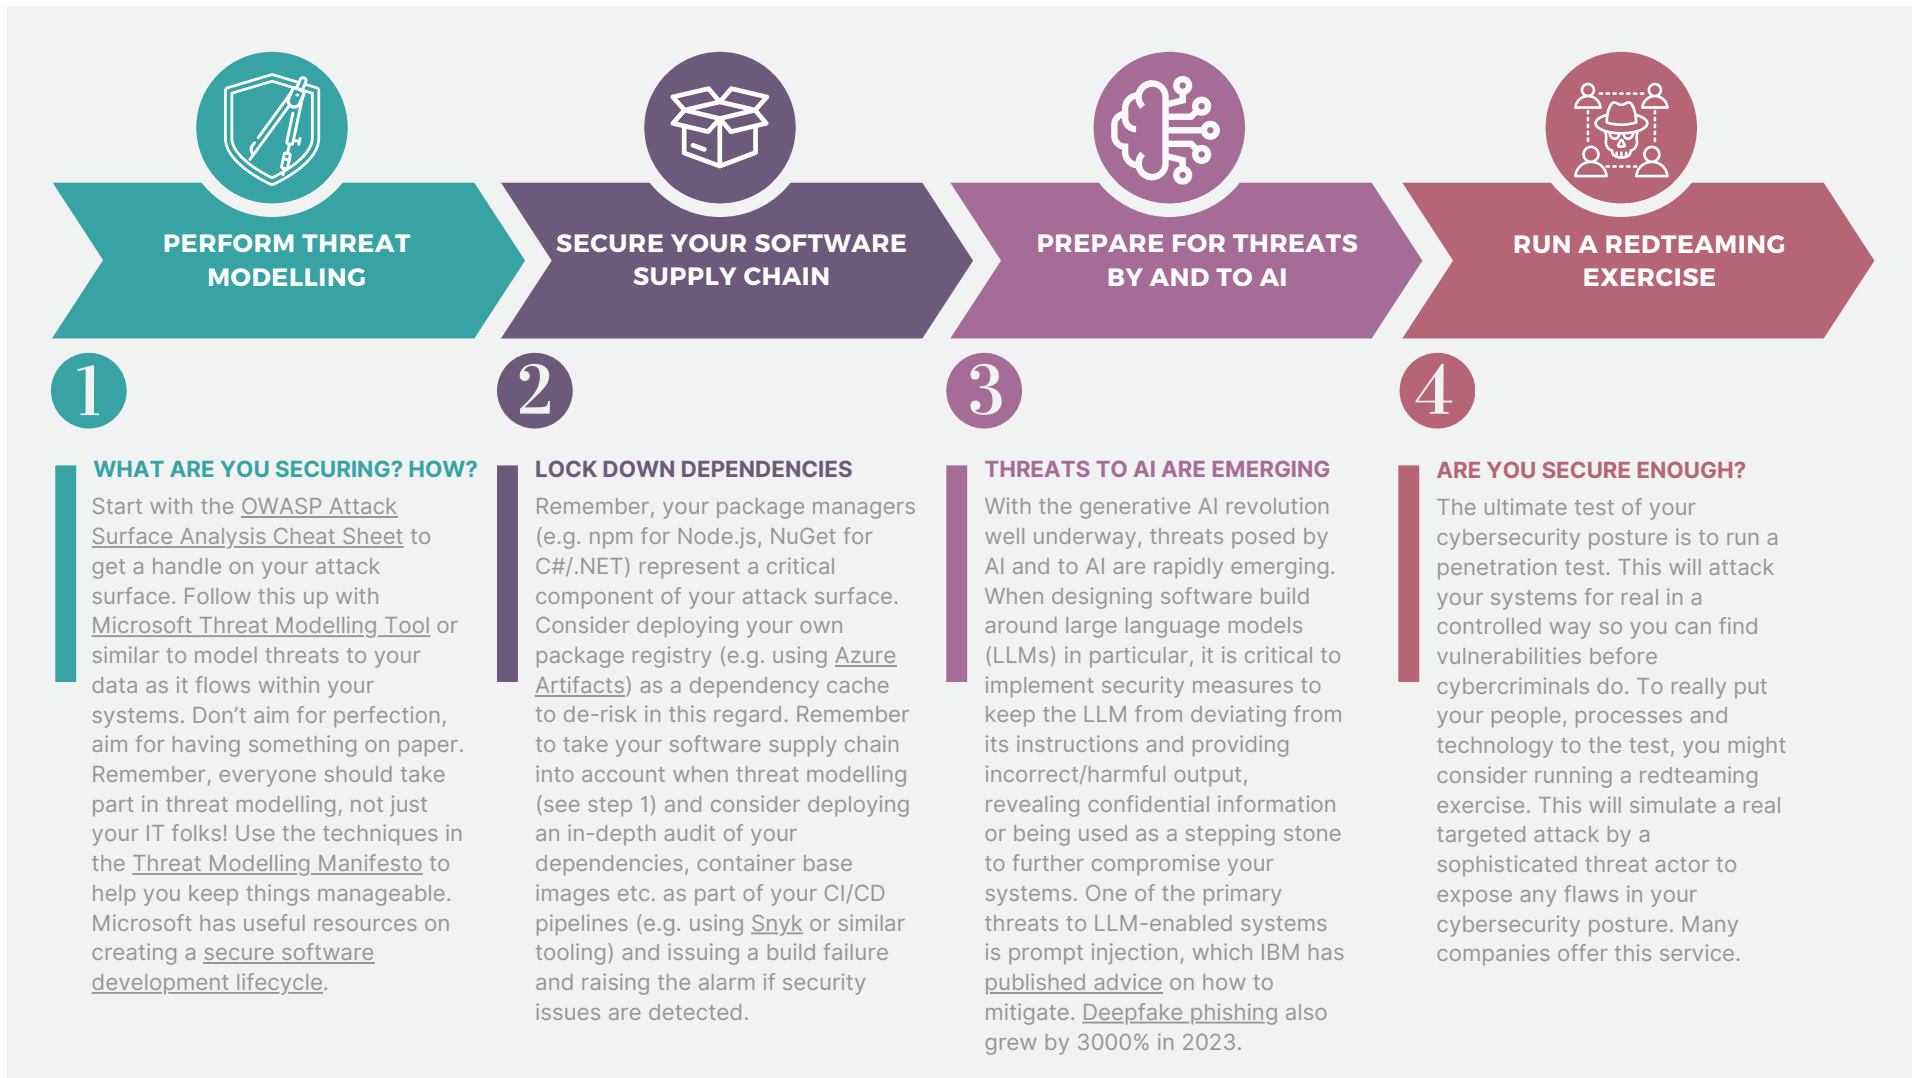 PERFORM THREAT
MODELLING
SECURE YOUR SOFTWARE
SUPPLY CHAIN
PREPARE FOR THREATS
BY AND TO AI
RUN A REDTEAMING
EXERCISE
1
WHAT ARE YOU SECURING? HOW?
Start with the OWASP Attack
Surface Analysis Cheat Sheet to
get a handle on your attack
surface. Follow this up with
Microsoft Threat Modelling Tool or
similar to model threats to your
data as it flows within your
systems. Don’t aim for perfection,
aim for having something on paper.
Remember, everyone should take
part in threat modelling, not just
your IT folks! Use the techniques in
the Threat Modelling Manifesto to
help you keep things manageable.
Microsoft has useful resources on
creating a secure software
development lifecycle.
2
LOCK DOWN DEPENDENCIES
Remember, your package managers
(e.g. npm for Node.js, NuGet for
C#/.NET) represent a critical
component of your attack surface.
Consider deploying your own
package registry (e.g. using Azure
Artifacts) as a dependency cache
to de-risk in this regard. Remember
to take your software supply chain
into account when threat modelling
(see step 1) and consider deploying
an in-depth audit of your
dependencies, container base
images etc. as part of your CI/CD
pipelines (e.g. using Snyk or similar
tooling) and issuing a build failure
and raising the alarm if security
issues are detected.
3
THREATS TO AI ARE EMERGING
With the generative AI revolution
well underway, threats posed by
AI and to AI are rapidly emerging.
When designing software build
around large language models
(LLMs) in particular, it is critical to
implement security measures to
keep the LLM from deviating from
its instructions and providing
incorrect/harmful output,
revealing confidential information
or being used as a stepping stone
to further compromise your
systems. One of the primary
threats to LLM-enabled systems
is prompt injection, which IBM has
published advice on how to
mitigate. Deepfake phishing also
grew by 3000% in 2023.
4
ARE YOU SECURE ENOUGH?
The ultimate test of your
cybersecurity posture is to run a
penetration test. This will attack
your systems for real in a
controlled way so you can find
vulnerabilities before
cybercriminals do. To really put
your people, processes and
technology to the test, you might
consider running a redteaming
exercise. This will simulate a real
targeted attack by a
sophisticated threat actor to
expose any flaws in your
cybersecurity posture. Many
companies offer this service.